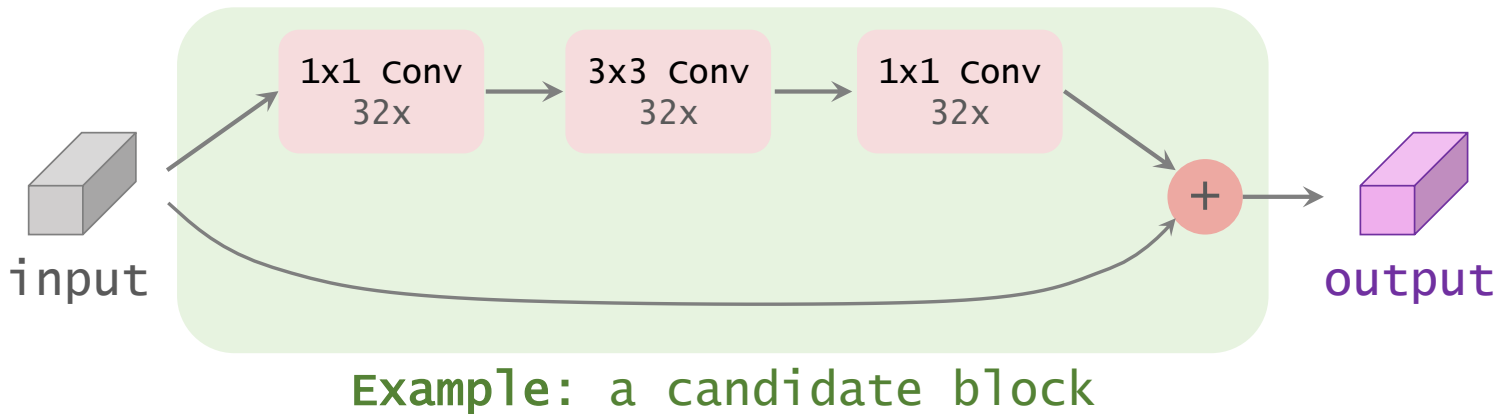 1x1 Conv
32x
3x3 Conv
32x
1x1 Conv
32x
+
input
output
Example: a candidate block